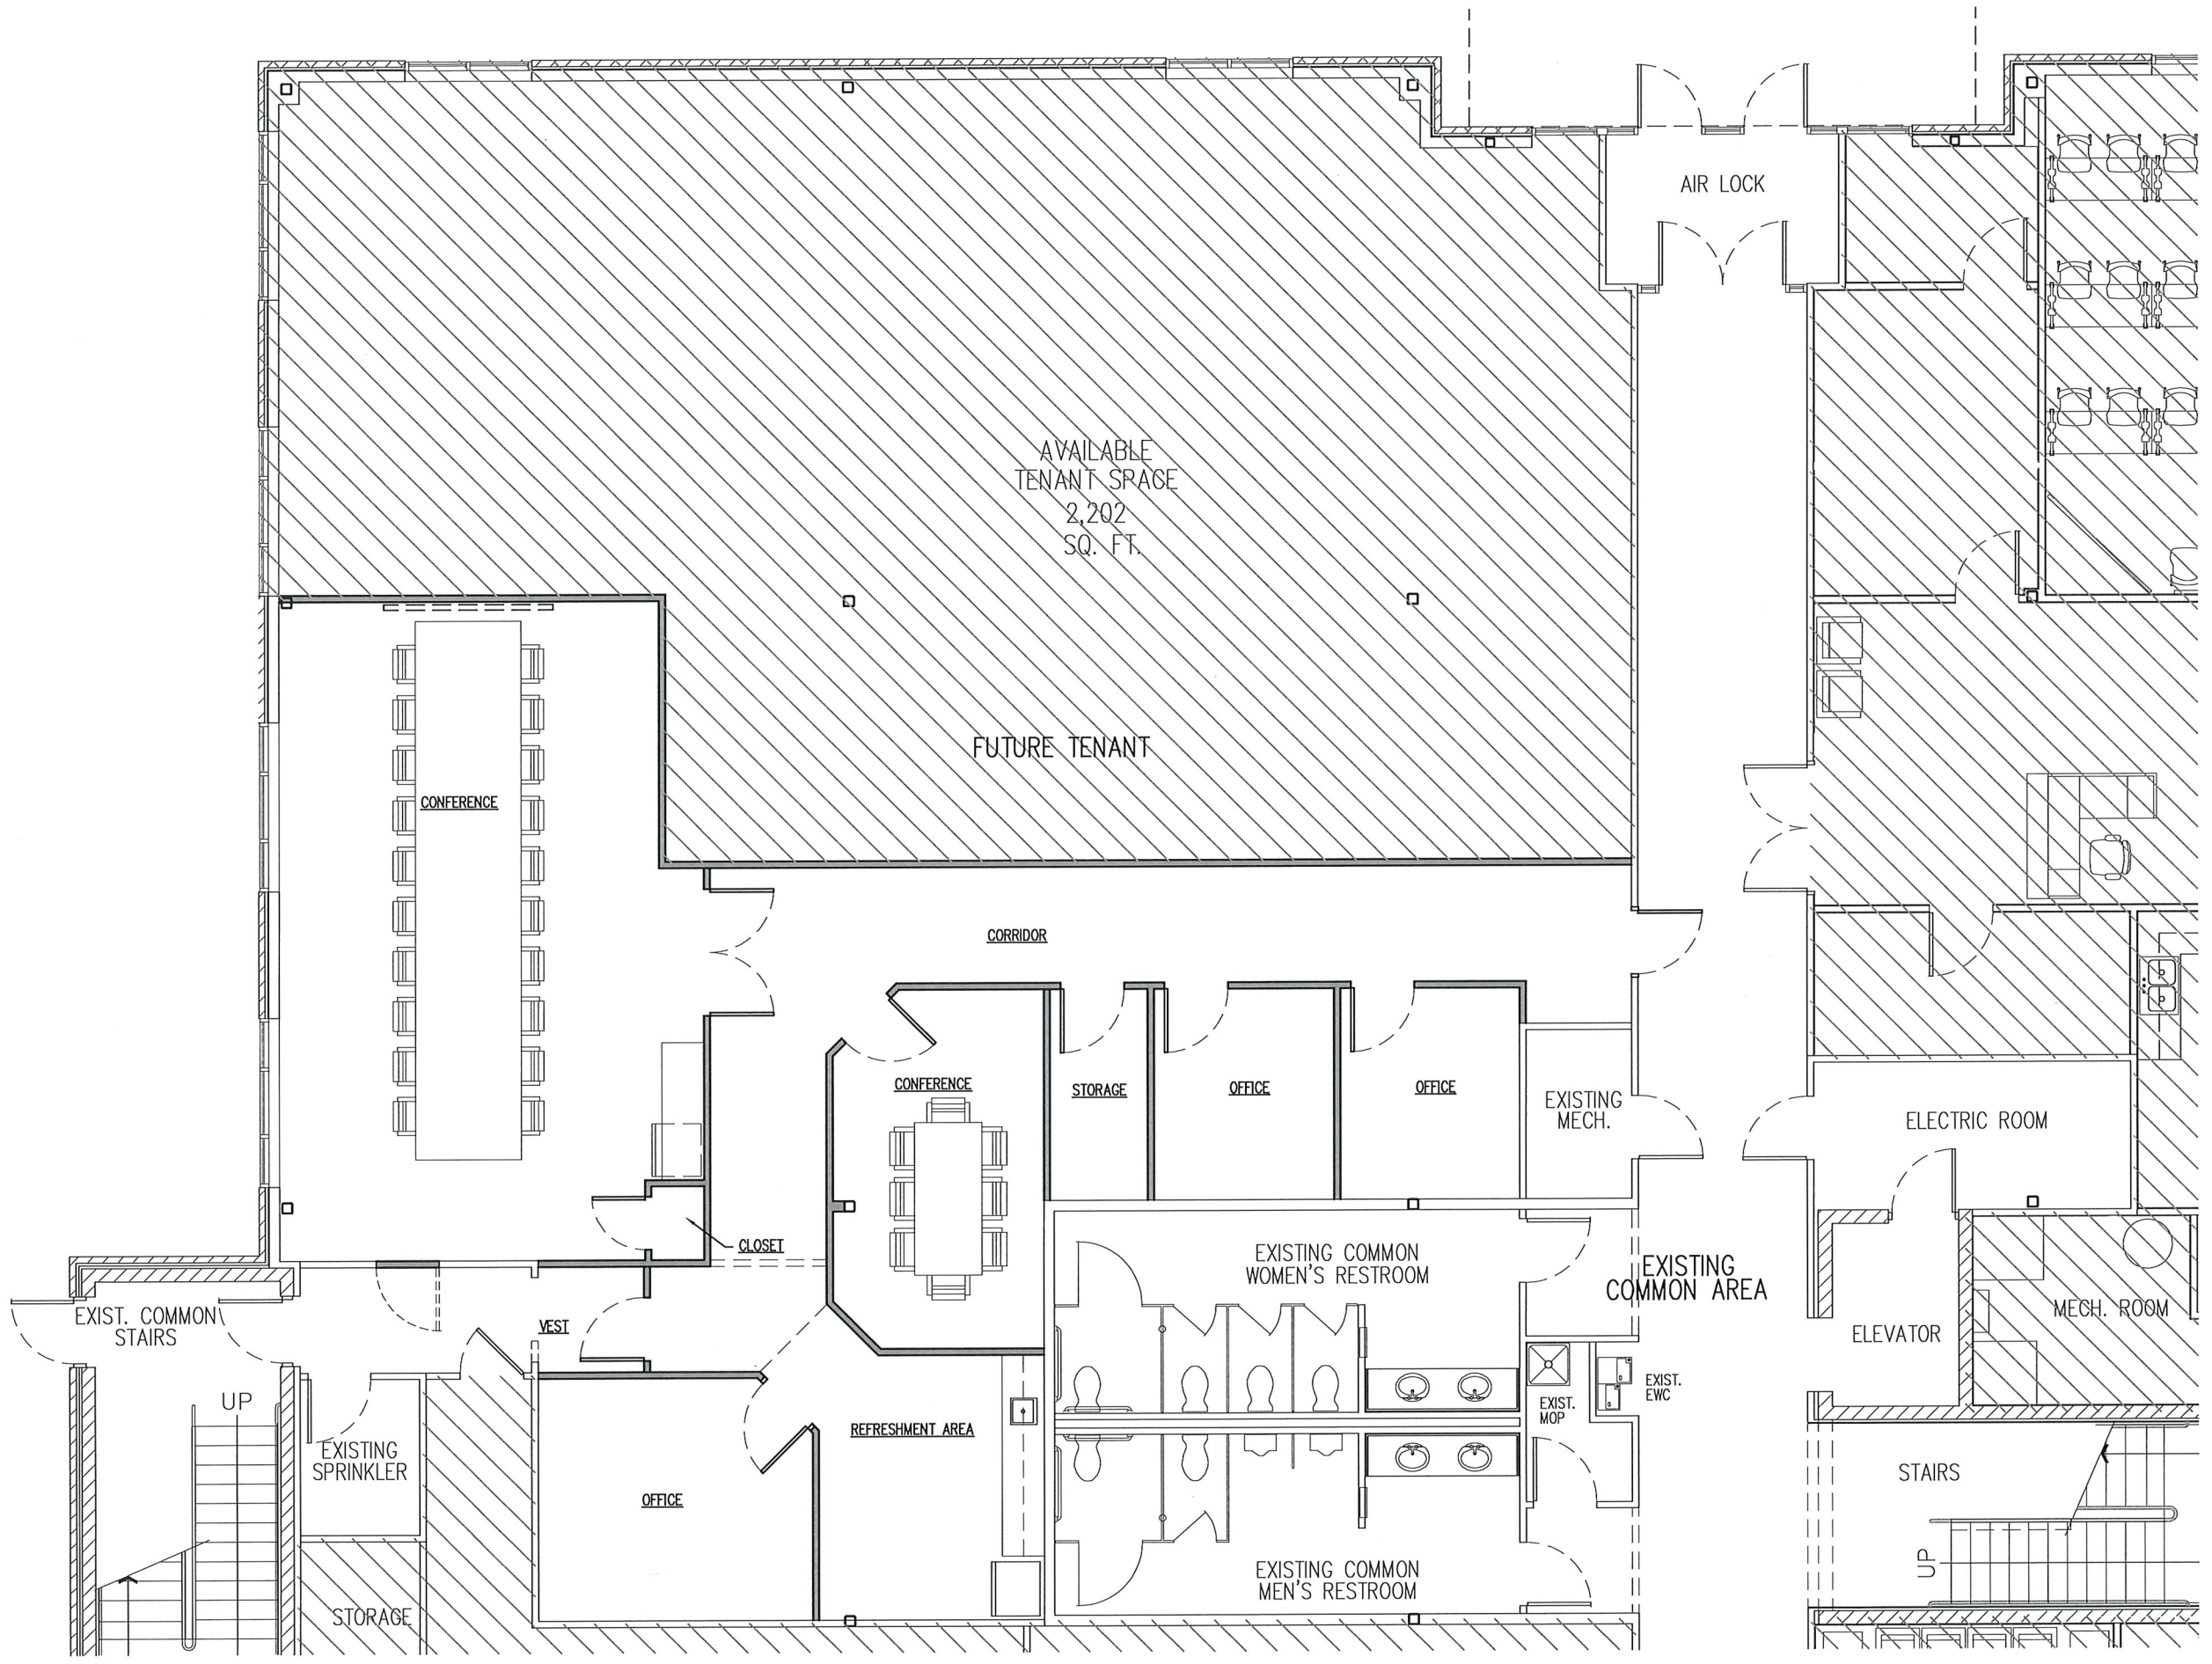 AIR LOCK
AVAILABLE
TENANT SPACE
2,202
SQ. FT.
FUTURE TENANT
CONFERENCE
CORRIDOR
CONFERENCE
STORAGE
OFFICE
OFFICE
EXISTING
MECH.
ELECTRIC ROOM
CLOSET
EXISTING COMMON
WOMEN'S RESTROOM
EXISTING
COMMON AREA
EXIST. COMMON
STAIRS
VEST
ELEVATOR
MECH. ROOM
UP
EXIST.
EWC
EXIST.
MOP
REFRESHMENT AREA
EXISTING
SPRINKLER
OFFICE
STAIRS
UP
EXISTING COMMON
MEN'S RESTROOM
STORAGE